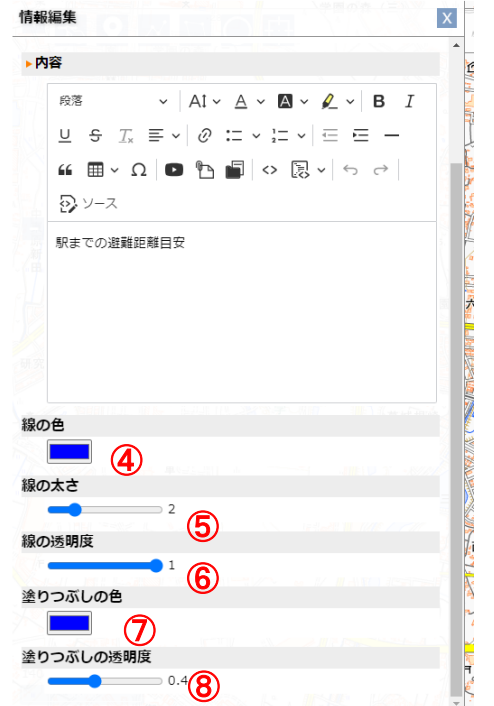 情報編集
X
▸内容
段落
AI A A B I
U S Tx
Ω
ソース
駅までの避難距離目安
線の色
④
線の太さ
2
⑤
線の透明度
1
⑥
塗りつぶしの色
⑦
塗りつぶしの透明度
0.4
⑧